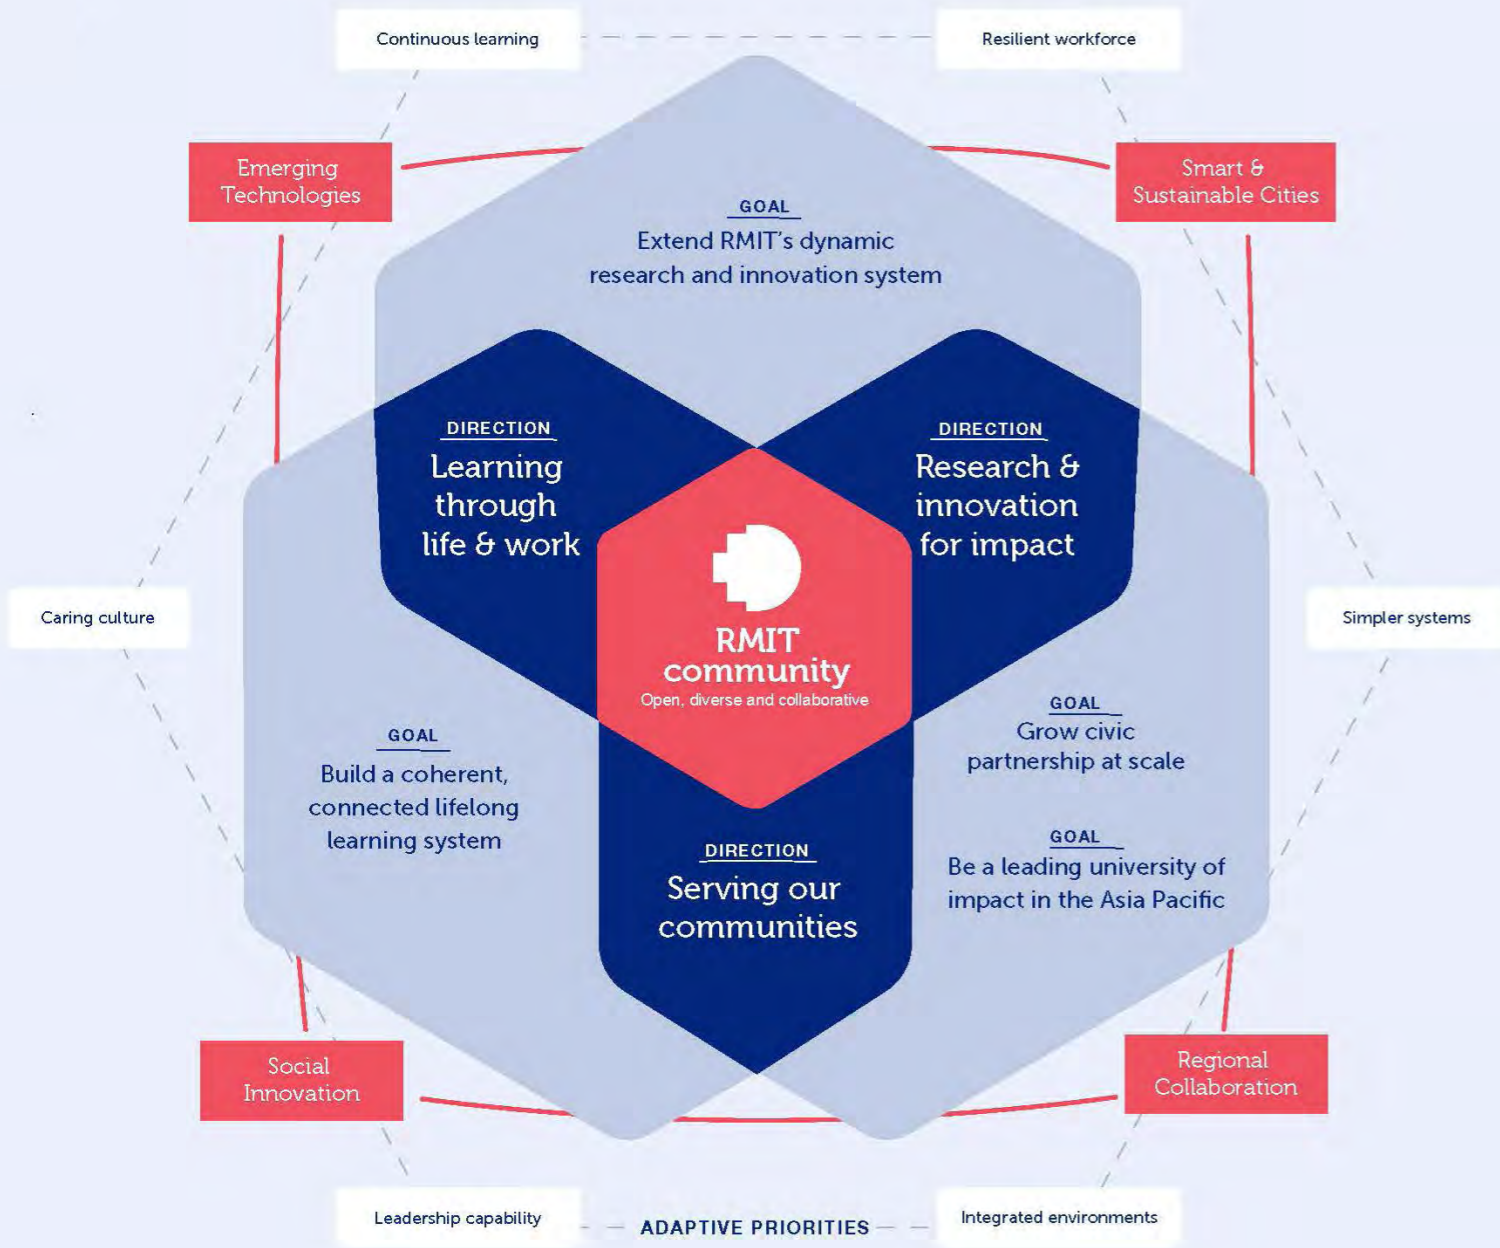 Continuous learning
Resilient workforce
Emerging
Technologies
Smart &
Sustainable Cities
GOAL
Extend RMIT's dynamic
research and innovation system
DIRECTION
Learning
through
life & work
DIRECTION
Research &
innovation
for impact
Caring culture
RMIT
community
Open, diverse and collaborative
Simpler systems
GOAL
Build a coherent,
connected lifelong
learning system
GOAL
Grow civic
partnership at scale
GOAL
Be a leading university of
impact in the Asia Pacific
DIRECTION
Serving our
communities
Social
Innovation
Regional
Collaboration
Leadership capability
ADAPTIVE PRIORITIES
Integrated environments